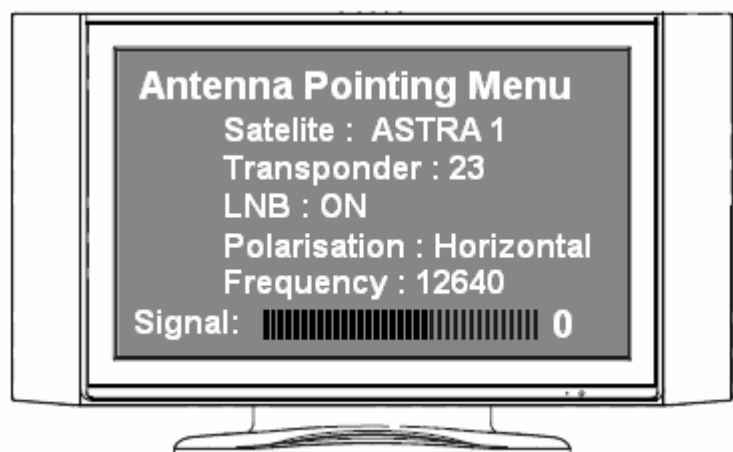 Antenna Pointing Menu
Satelite : ASTRA 1
Transponder : 23
LNB : ON
Polarisation : Horizontal
Frequency : 12640
Signal: 0